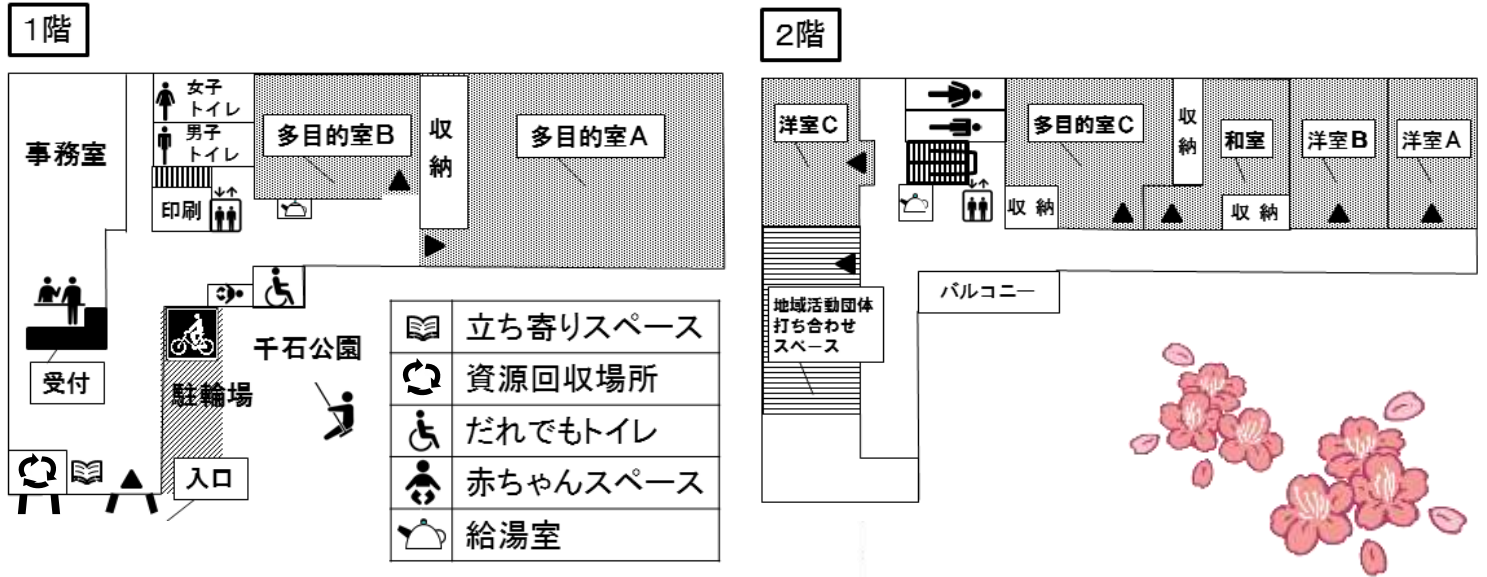 1階
女子
トイレ
男子
トイレ
事務室
印刷
多目的室B
収
納
多目的室A
受付
駐輪場
千石公園
入口
立ち寄りスペース
資源回収場所
だれでもトイレ
赤ちゃんスペース
給湯室
2階
洋室C
多目的室C
収
納
和室
洋室B
洋室A
収 納
収 納
地域活動団体
打ち合わせ
スペース
バルコニー